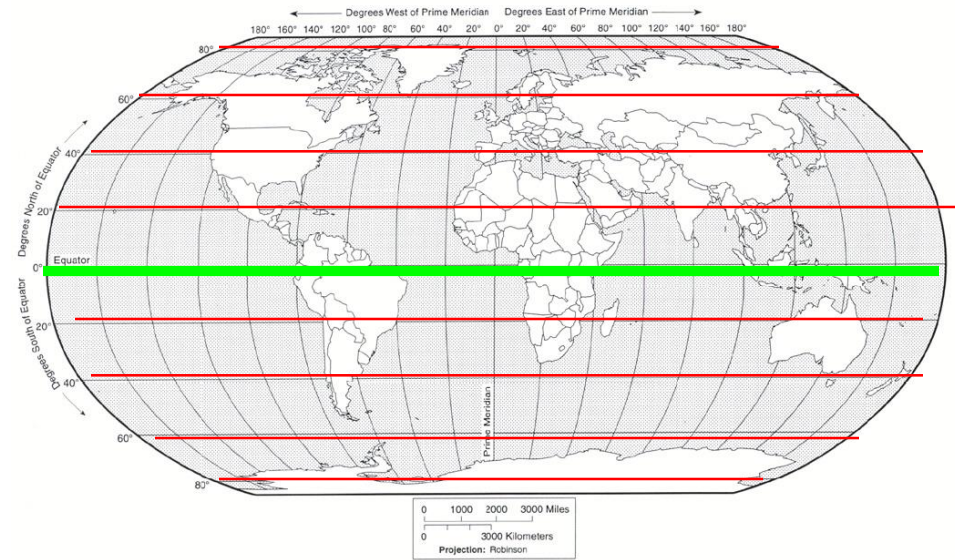 Degrees West of Prime Meridian Degrees East of Prime Meridian
180° 160° 140° 120° 100° 80° 60° 40° 20° 0° 20° 40° 60° 80° 100° 120° 140° 160° 180°
80°
60°
Degrees North of Equator
40°
20°
Equator
0°
Degrees South of Equator
20°
40°
Prime Meridian
60°
80°
0 1000 2000 3000 Miles
0 3000 Kilometers
Projection: Robinson